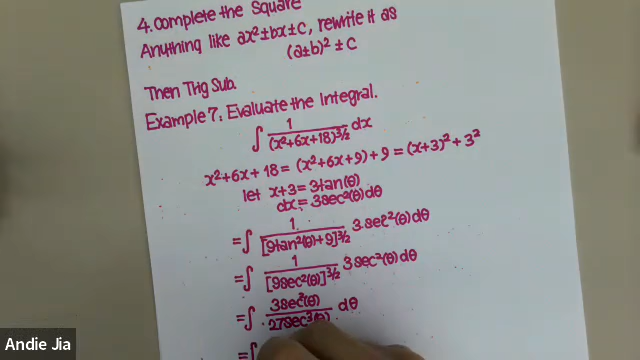 4. Complete the Square
Anything like ax²±bx±c, rewrite it as
(a±b)² ± C
Then Trig Sub.
Example 7: Evaluate the integral.
∫ 1/(x²+6x+18)^3/2 dx
x²+6x+18 = (x²+6x+9)+9 = (x+3)²+3²
let x+3=3tan(θ)
dx=3sec²(θ)dθ
=∫ 1/[9tan²(θ)+9]^3/2 3sec²(θ)dθ
=∫ 1/[9sec²(θ)]^3/2 3sec²(θ)dθ
=∫ 3sec²(θ)/27sec³(θ) dθ
=∫
Andie Jia